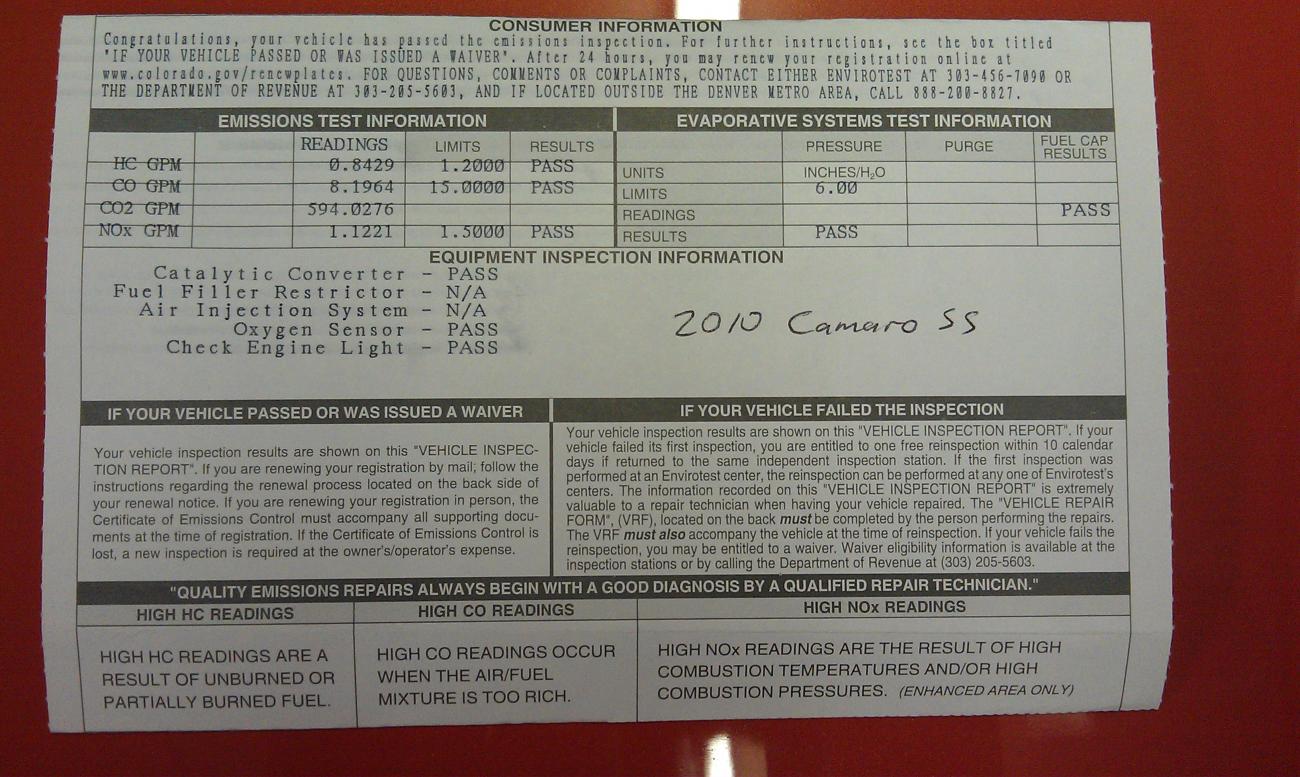 CONSUMER INFORMATION
Congratulations, your vehicle has passed the emissions inspection. For further instructions, see the box titled
"IF YOUR VEHICLE PASSED OR WAS ISSUED A WAIVER". After 24 hours, you may renew your registration online at
www.colorado.gov/renewplates. FOR QUESTIONS, COMMENTS OR COMPLAINTS, CONTACT EITHER ENVIROTEST AT 303-456-7090 OR
THE DEPARTMENT OF REVENUE AT 303-205-5603, AND IF LOCATED OUTSIDE THE DENVER METRO AREA, CALL 888-200-8827.
EMISSIONS TEST INFORMATION
READINGS LIMITS RESULTS
HC GPM 0.8429 1.2000 PASS
CO GPM 8.1964 15.0000 PASS
CO2 GPM 594.0276
NOx GPM 1.1221 1.5000 PASS
EVAPORATIVE SYSTEMS TEST INFORMATION
PRESSURE PURGE FUEL CAP RESULTS
UNITS INCHES/H₂O
LIMITS 6.00
READINGS PASS
RESULTS PASS
EQUIPMENT INSPECTION INFORMATION
Catalytic Converter - PASS
Fuel Filler Restrictor - N/A
Air Injection System - N/A
Oxygen Sensor - PASS
Check Engine Light - PASS
2010 Camaro SS
IF YOUR VEHICLE PASSED OR WAS ISSUED A WAIVER
Your vehicle inspection results are shown on this "VEHICLE INSPEC-
TION REPORT". If you are renewing your registration by mail; follow the
instructions regarding the renewal process located on the back side of
your renewal notice. If you are renewing your registration in person, the
Certificate of Emissions Control must accompany all supporting docu-
ments at the time of registration. If the Certificate of Emissions Control is
lost, a new inspection is required at the owner's/operator's expense.
IF YOUR VEHICLE FAILED THE INSPECTION
Your vehicle inspection results are shown on this "VEHICLE INSPECTION REPORT". If your
vehicle failed its first inspection, you are entitled to one free reinspection within 10 calendar
days if returned to the same independent inspection station. If the first inspection was
performed at an Envirotest center, the reinspection can be performed at any one of Envirotest's
centers. The information recorded on this "VEHICLE INSPECTION REPORT" is extremely
valuable to a repair technician when having your vehicle repaired. The "VEHICLE REPAIR
FORM", (VRF), located on the back must be completed by the person performing the repairs.
The VRF must also accompany the vehicle at the time of reinspection. If your vehicle fails the
reinspection, you may be entitled to a waiver. Waiver eligibility information is available at the
inspection stations or by calling the Department of Revenue at (303) 205-5603.
"QUALITY EMISSIONS REPAIRS ALWAYS BEGIN WITH A GOOD DIAGNOSIS BY A QUALIFIED REPAIR TECHNICIAN."
HIGH HC READINGS
HIGH HC READINGS ARE A
RESULT OF UNBURNED OR
PARTIALLY BURNED FUEL.
HIGH CO READINGS
HIGH CO READINGS OCCUR
WHEN THE AIR/FUEL
MIXTURE IS TOO RICH.
HIGH NOx READINGS
HIGH NOx READINGS ARE THE RESULT OF HIGH
COMBUSTION TEMPERATURES AND/OR HIGH
COMBUSTION PRESSURES. (ENHANCED AREA ONLY)